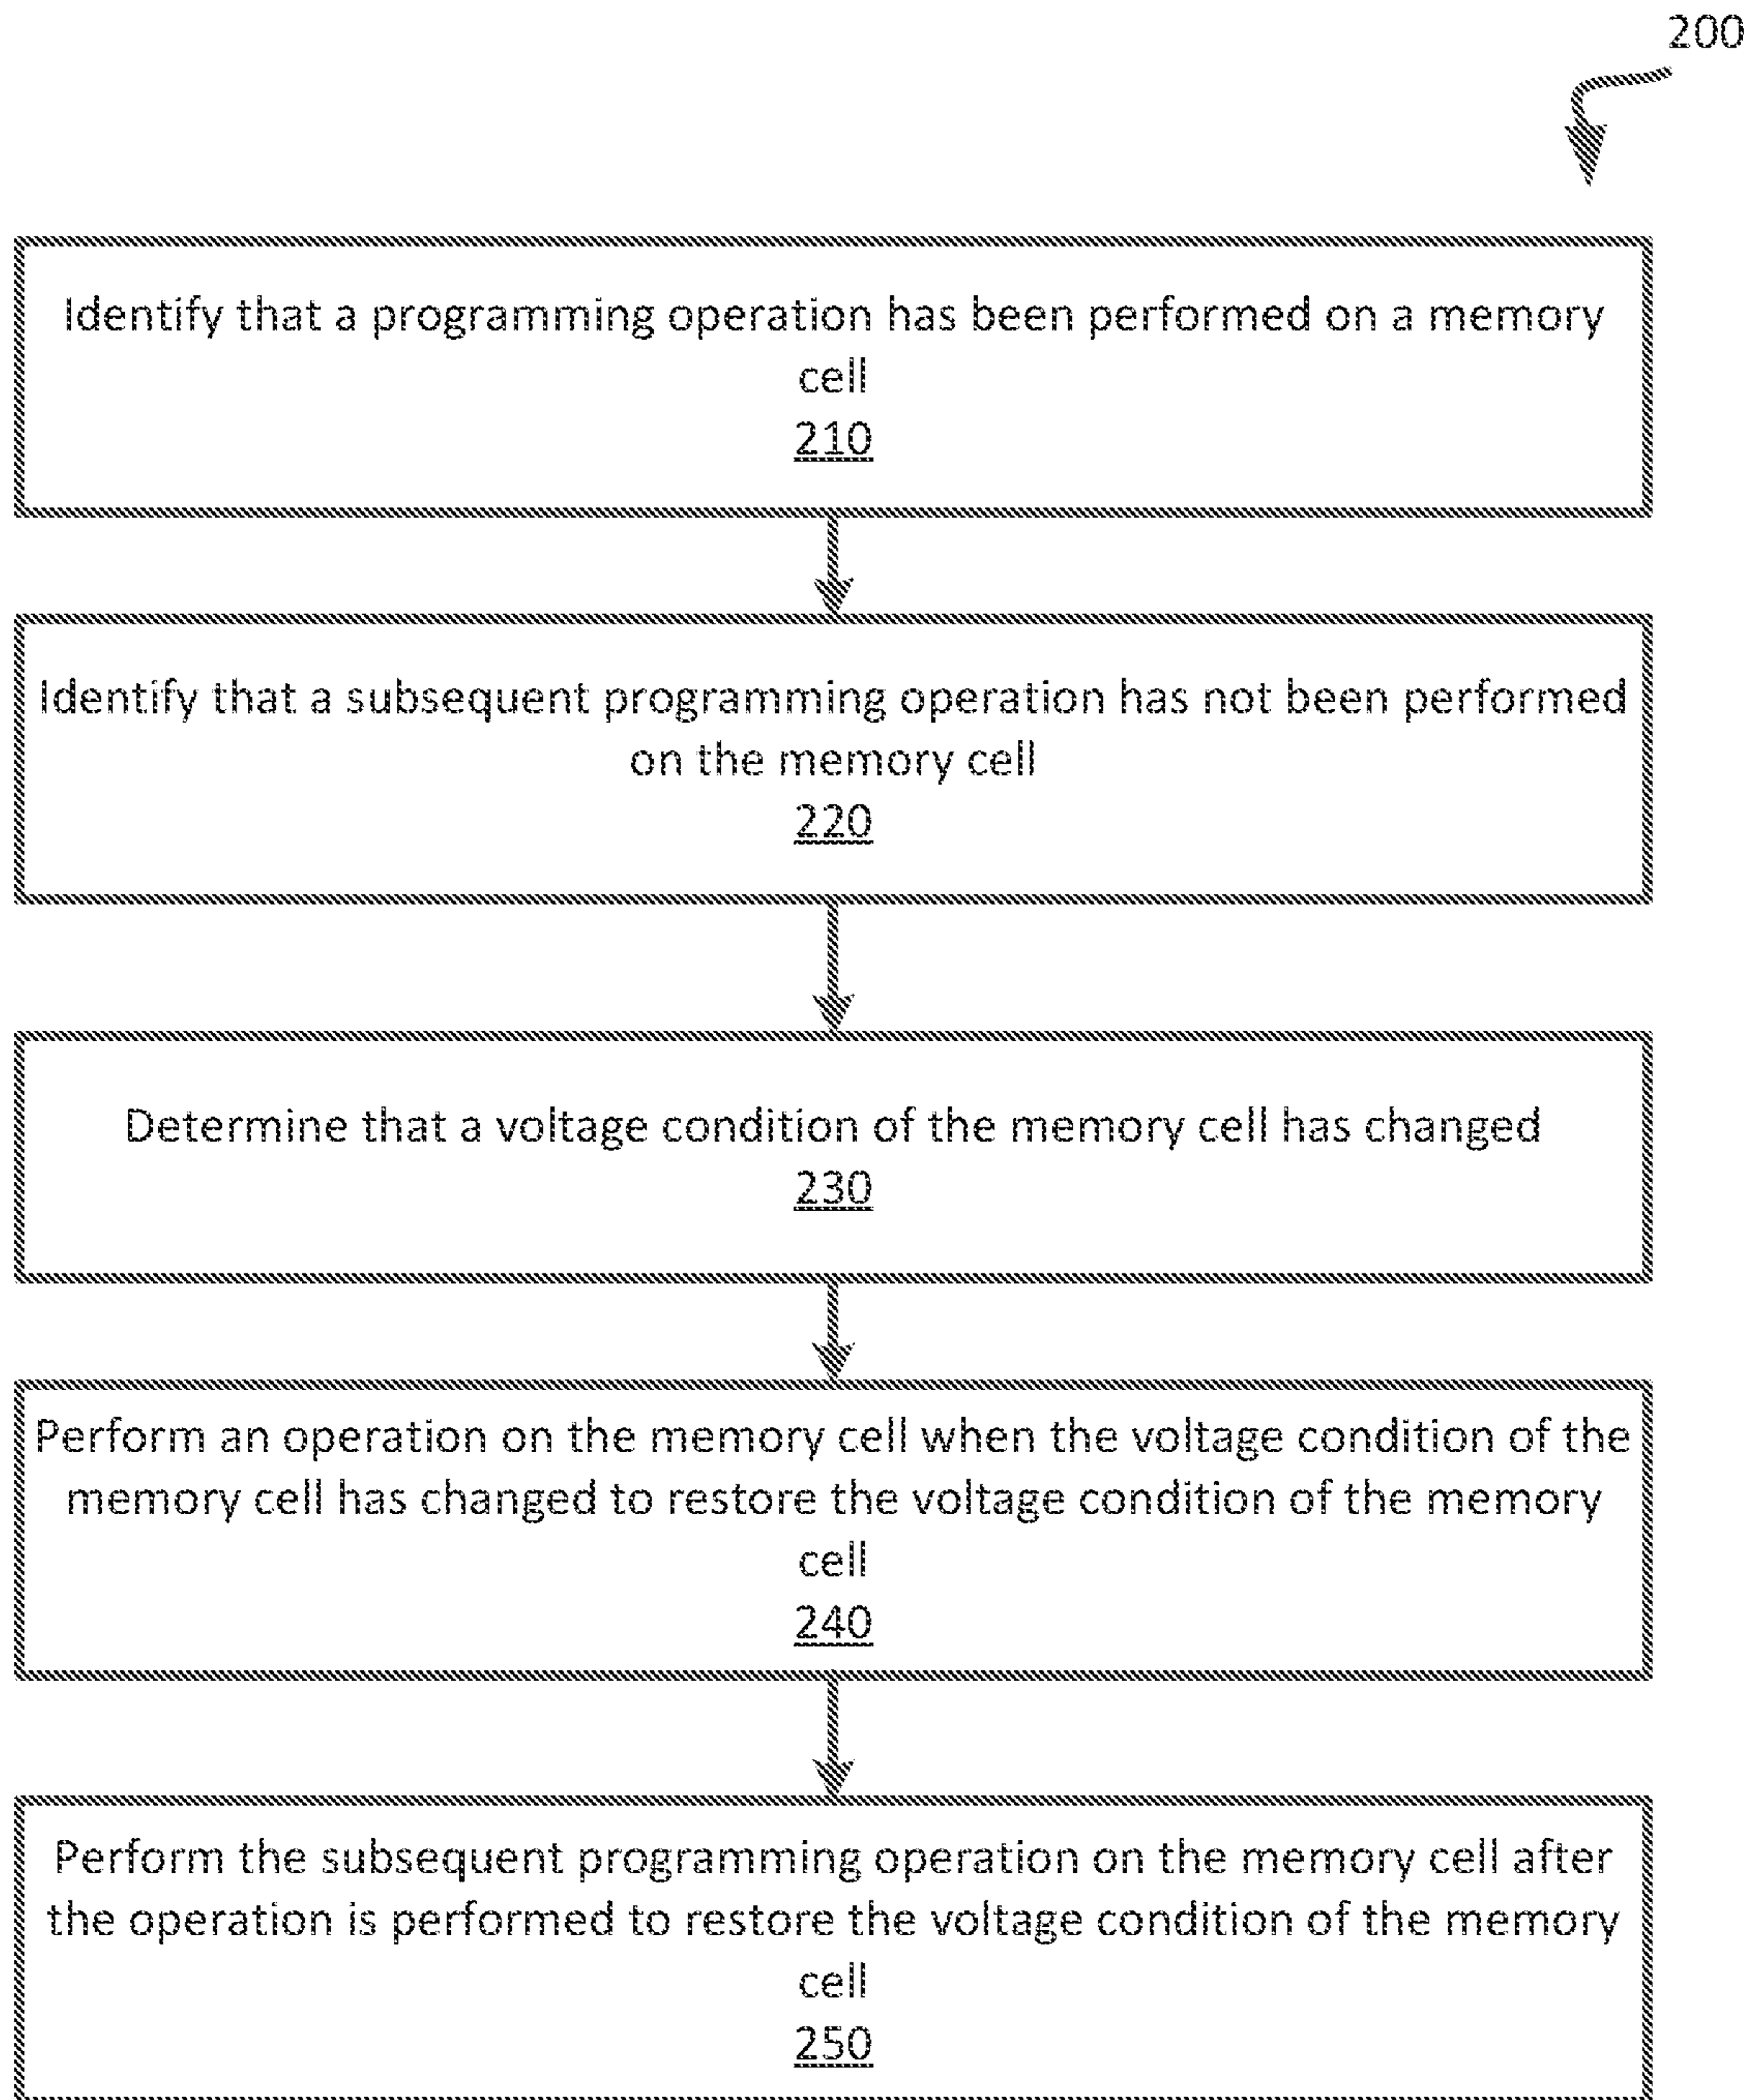 200
Identify that a programming operation has been performed on a memory
cell
210
Identify that a subsequent programming operation has not been performed
on the memory cell
220
Determine that a voltage condition of the memory cell has changed
230
Perform an operation on the memory cell when the voltage condition of the
memory cell has changed to restore the voltage condition of the memory
cell
240
Perform the subsequent programming operation on the memory cell after
the operation is performed to restore the voltage condition of the memory
cell
250